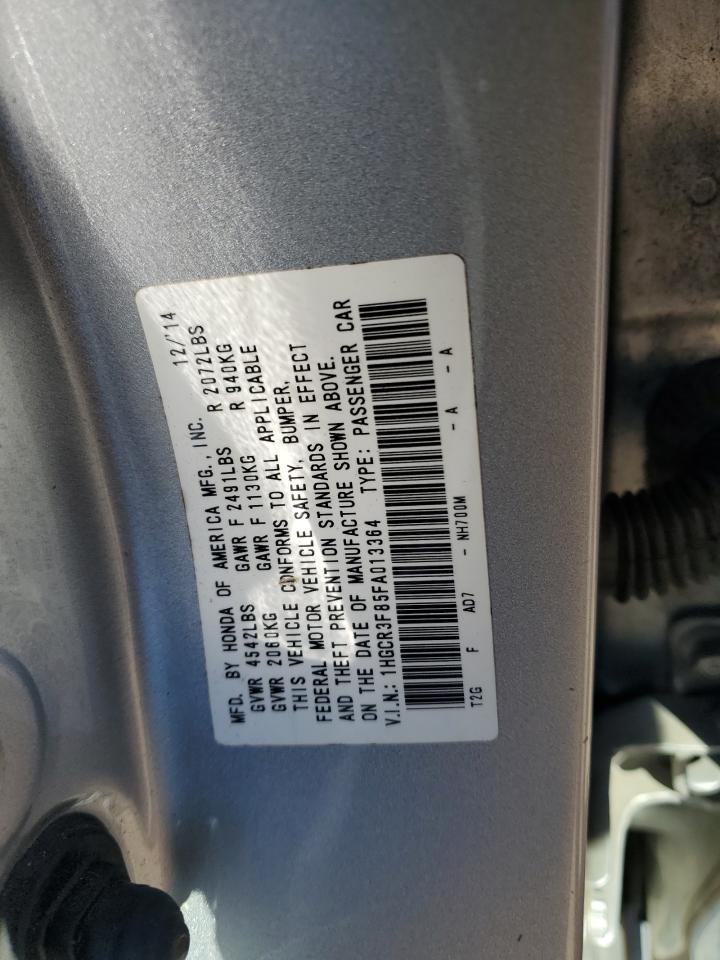 MFD. BY HONDA OF AMERICA MFG., INC. 12/14
GVWR 4542LBS GAWR F 2491LBS R 2072LBS
GVWR 2060KG GAWR F 1130KG R 940KG
THIS VEHICLE CONFORMS TO ALL APPLICABLE
FEDERAL MOTOR VEHICLE SAFETY, BUMPER,
AND THEFT PREVENTION STANDARDS IN EFFECT
ON THE DATE OF MANUFACTURE SHOWN ABOVE.
V.I.N.: 1HGCR3F85FA013364 TYPE: PASSENGER CAR
T2G F AD7 - NH700M - A - A